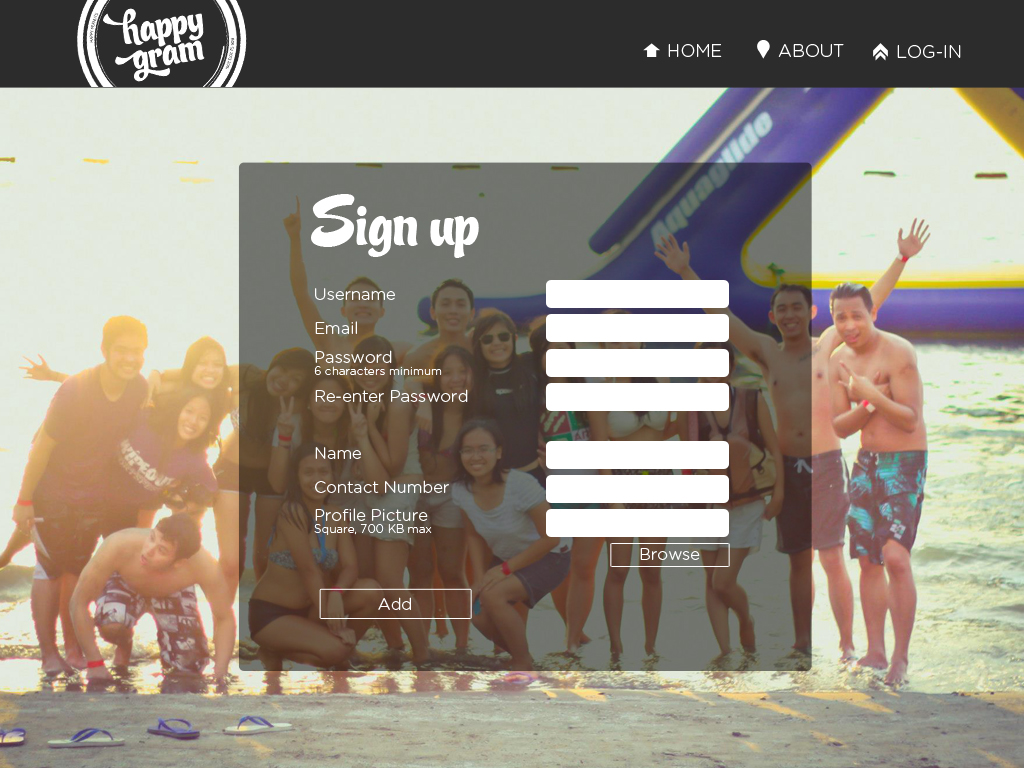 happy
gram
HOME
ABOUT
LOG-IN
Aquaglide
Sign up
Username
Email
Password
6 characters minimum
Re-enter Password
Name
Contact Number
Profile Picture
Square, 700 KB max
Browse
Add